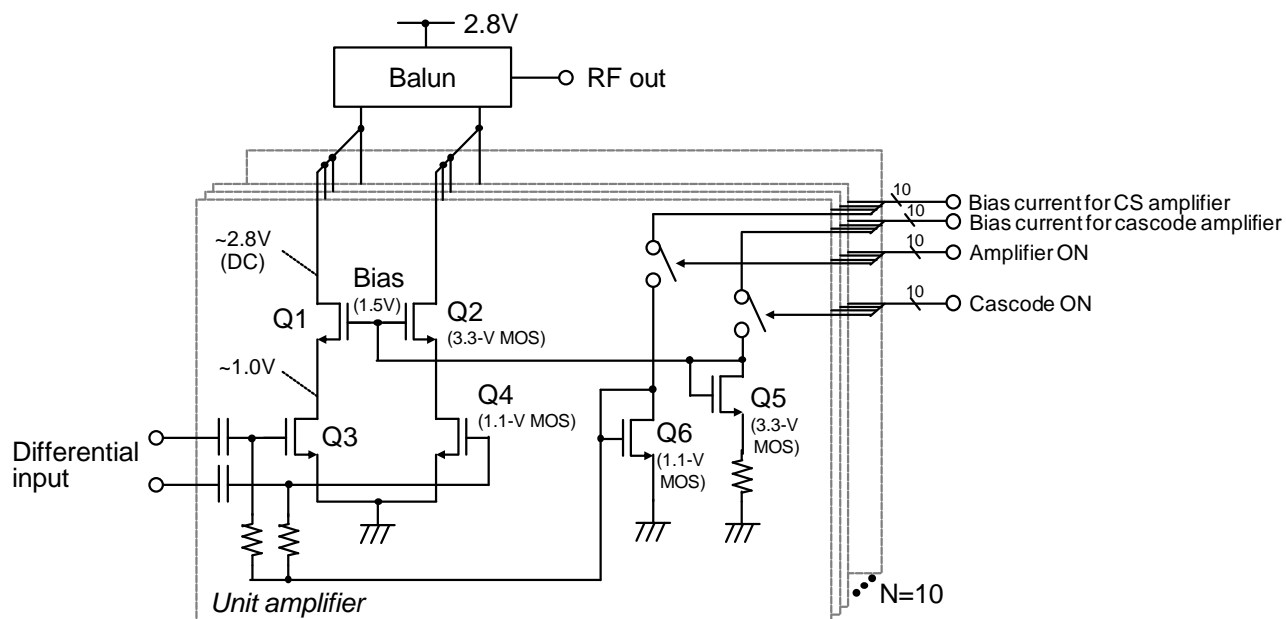 2.8V
Balun
RF out
10
Bias current for CS amplifier
10
Bias current for cascode amplifier
10
Amplifier ON
10
Cascode ON
~2.8V
(DC)
Bias
(1.5V)
Q1
Q2
(3.3-V MOS)
~1.0V
Q4
(1.1-V MOS)
Q3
Q5
(3.3-V
MOS)
Q6
(1.1-V
MOS)
Differential
input
Unit amplifier
N=10